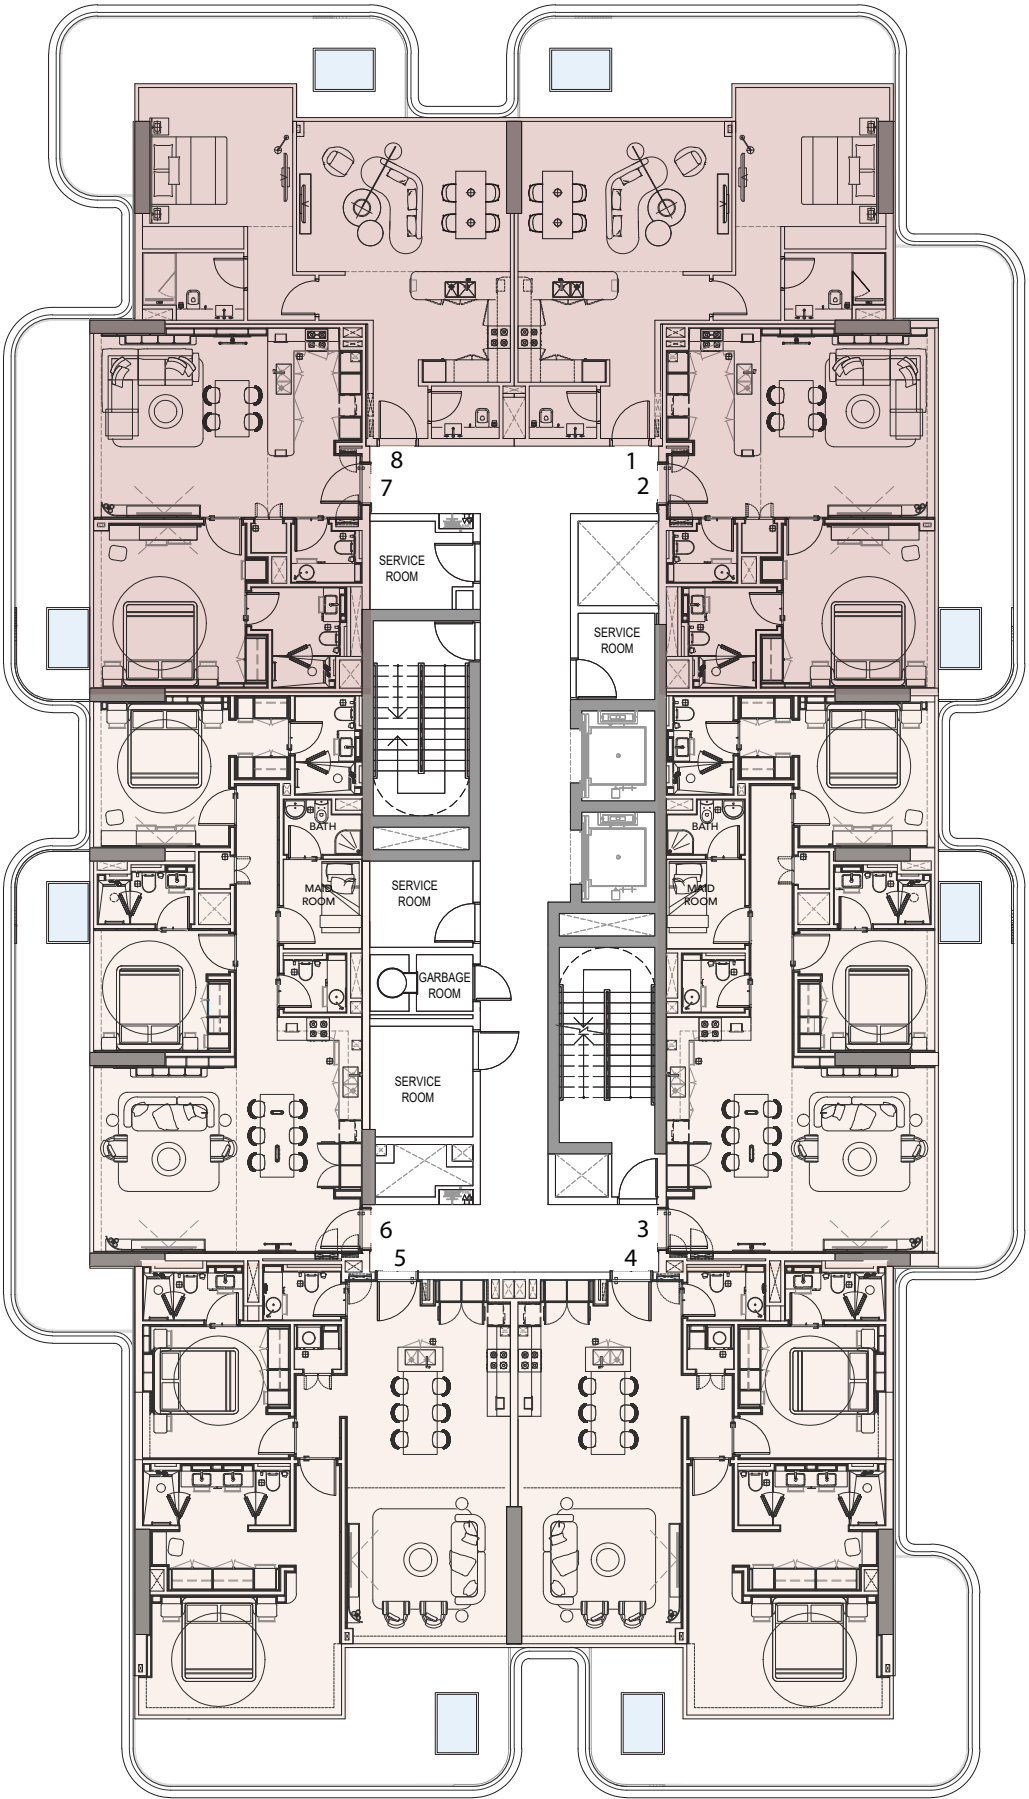 8
1
7
2
SERVICE
ROOM
SERVICE
ROOM
BATH
BATH
MAID
ROOM
SERVICE
ROOM
MAID
ROOM
GARBAGE
ROOM
SERVICE
ROOM
6
3
5
4